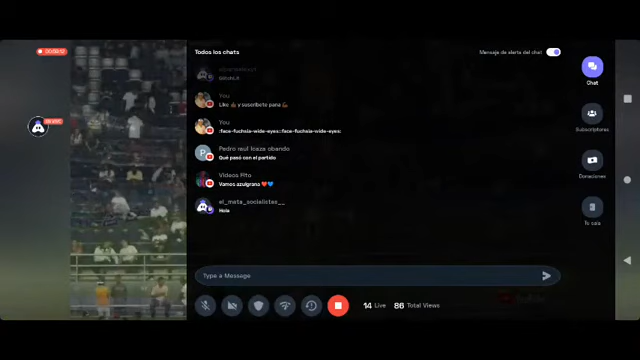 Todos los chats
Mensaje de alerta del chat
Chat
You
Like 👍 y suscribete pana 💪
You
:face-fuchsia-wide-eyes::face-fuchsia-wide-eyes:
Subscriptores
Pedro raul loaza obando
Qué pasó con el partido
P
Donaciones
Videos Fito
Vamos azulgrana ❤️💙
el_mata_socialistas__
Hola
Tu sala
Type a Message
14 Live 86 Total Views